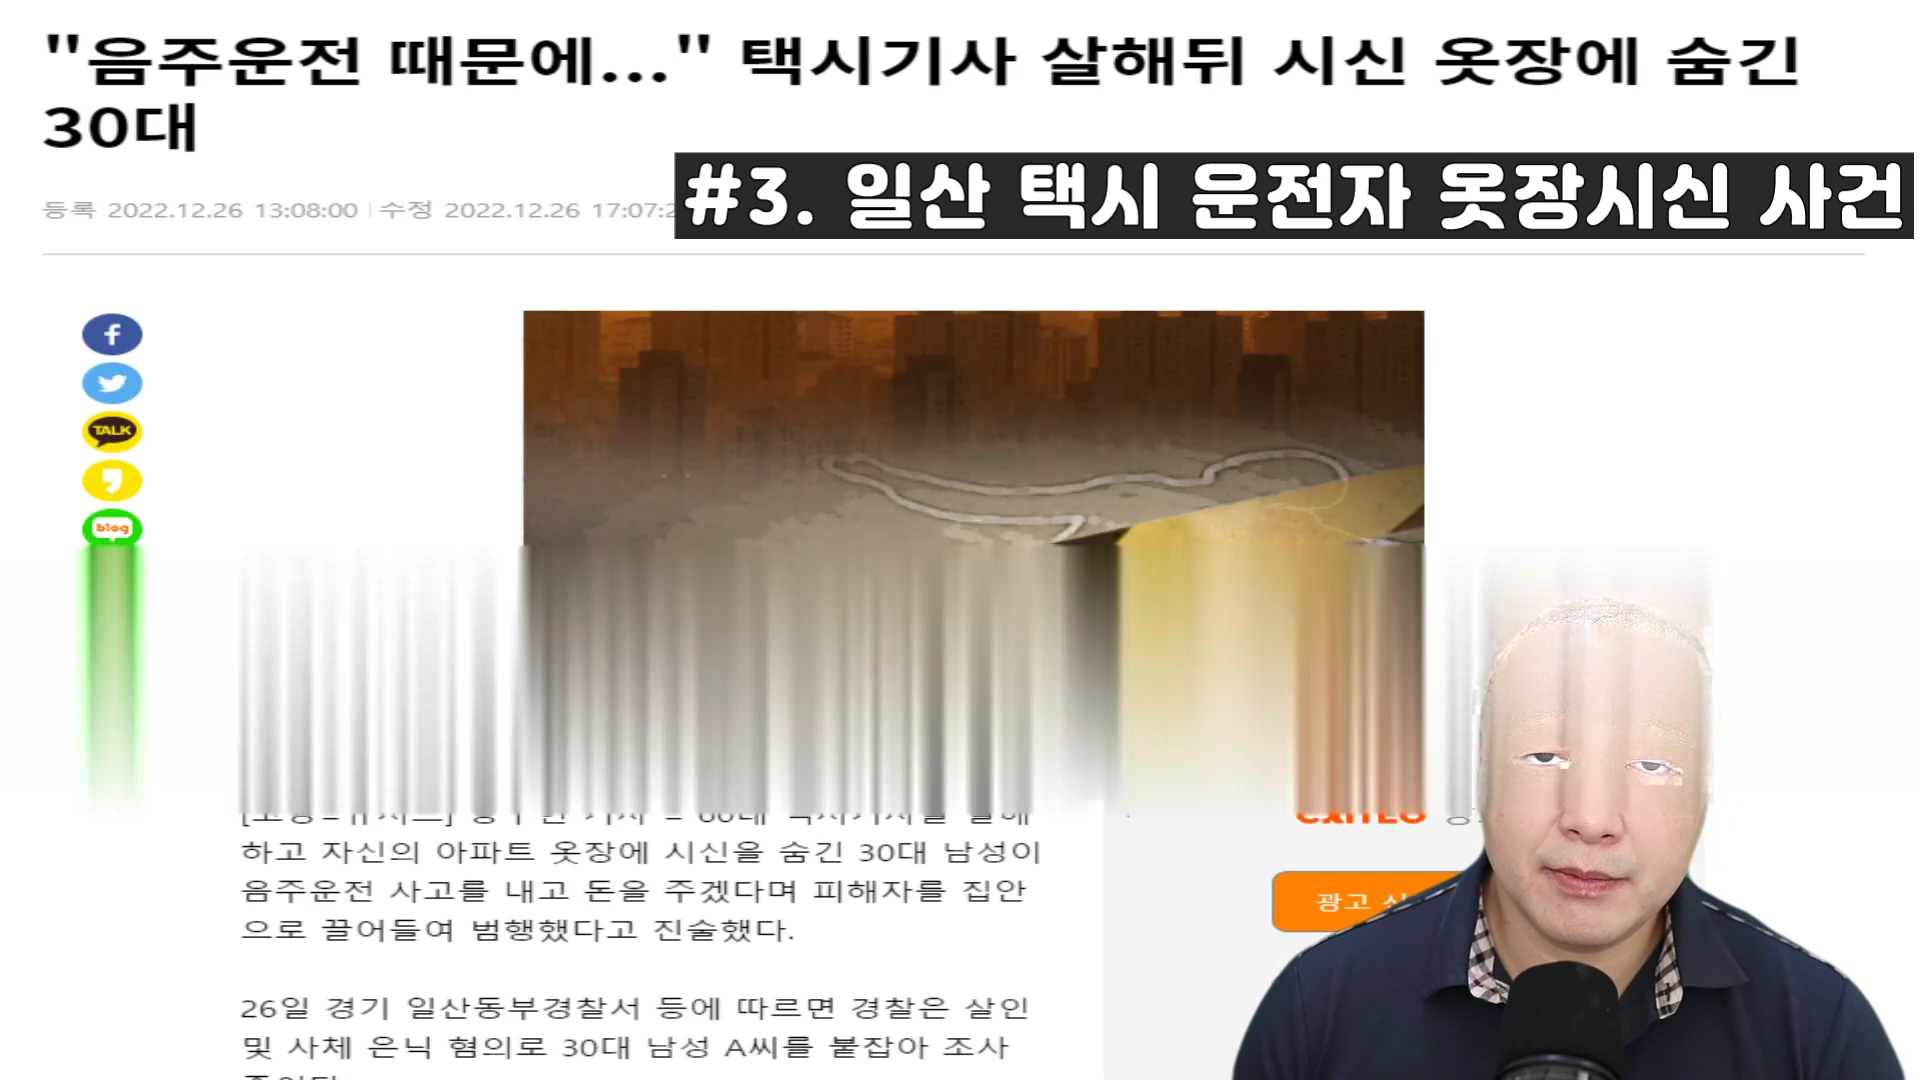 "음주운전 때문에..." 택시기사 살해뒤 시신 옷장에 숨긴
30대
#3. 일산 택시 운전자 옷장시신 사건
등록 2022.12.26 13:08:00 | 수정 2022.12.26 17:07:2
f
TALK
blog
하고 자신의 아파트 옷장에 시신을 숨긴 30대 남성이
음주운전 사고를 내고 돈을 주겠다며 피해자를 집안
으로 끌어들여 범행했다고 진술했다.
광고
26일 경기 일산동부경찰서 등에 따르면 경찰은 살인
및 사체 은닉 혐의로 30대 남성 A씨를 붙잡아 조사